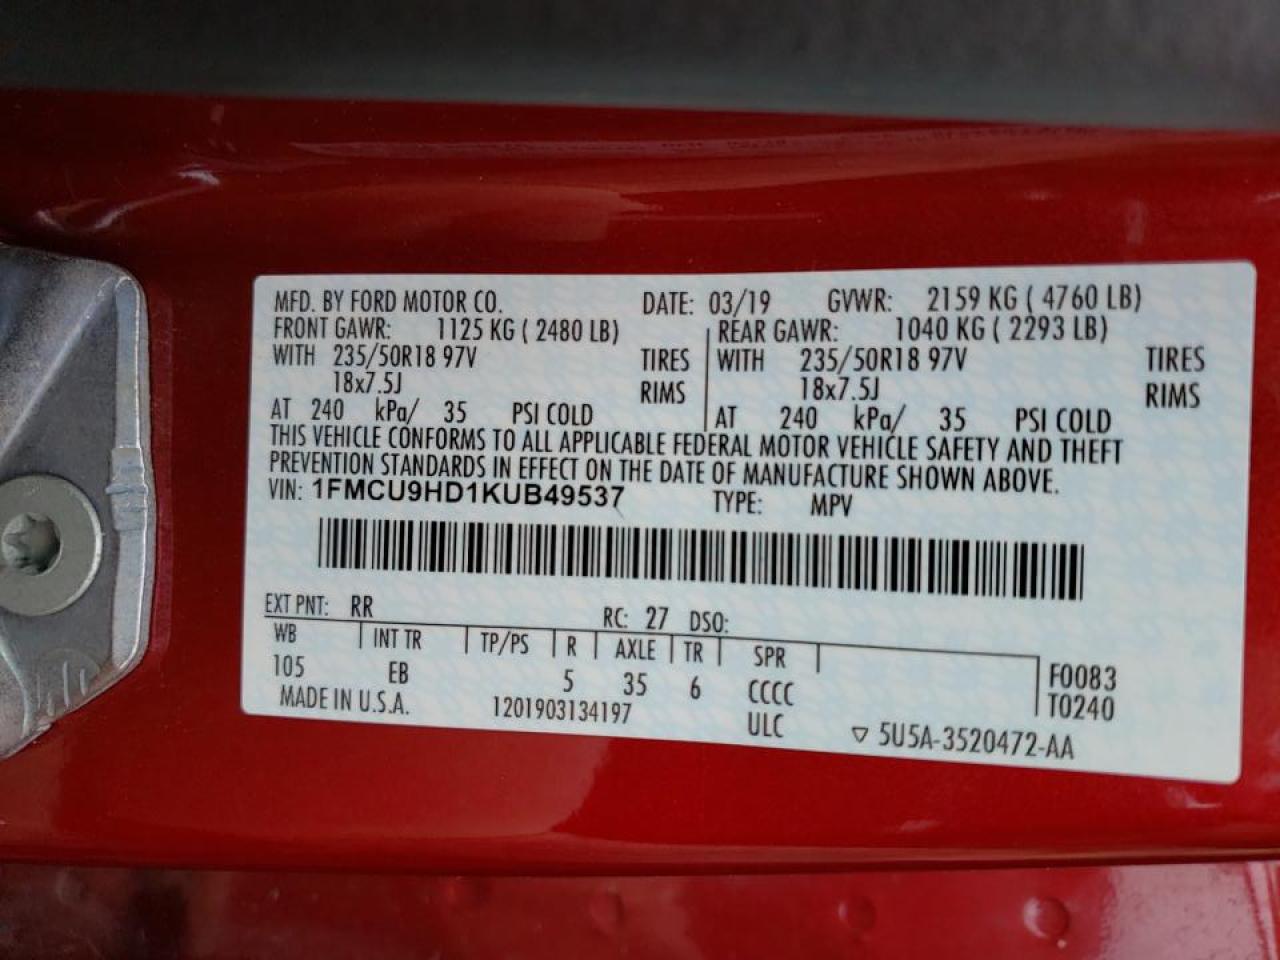 MFD. BY FORD MOTOR CO. DATE: 03/19 GVWR: 2159 KG ( 4760 LB)
FRONT GAWR: 1125 KG ( 2480 LB) REAR GAWR: 1040 KG ( 2293 LB)
WITH 235/50R18 97V TIRES WITH 235/50R18 97V TIRES
18x7.5J RIMS 18x7.5J RIMS
AT 240 kPa/ 35 PSI COLD AT 240 kPa/ 35 PSI COLD
THIS VEHICLE CONFORMS TO ALL APPLICABLE FEDERAL MOTOR VEHICLE SAFETY AND THEFT
PREVENTION STANDARDS IN EFFECT ON THE DATE OF MANUFACTURE SHOWN ABOVE.
VIN: 1FMCU9HD1KUB49537 TYPE: MPV
EXT PNT: RR RC: 27 DSO:
WB INT TR TP/PS R AXLE TR SPR
105 EB 5 35 6 CCCC F0083
MADE IN U.S.A. 1201903134197 ULC T0240
▽ 5U5A-3520472-AA